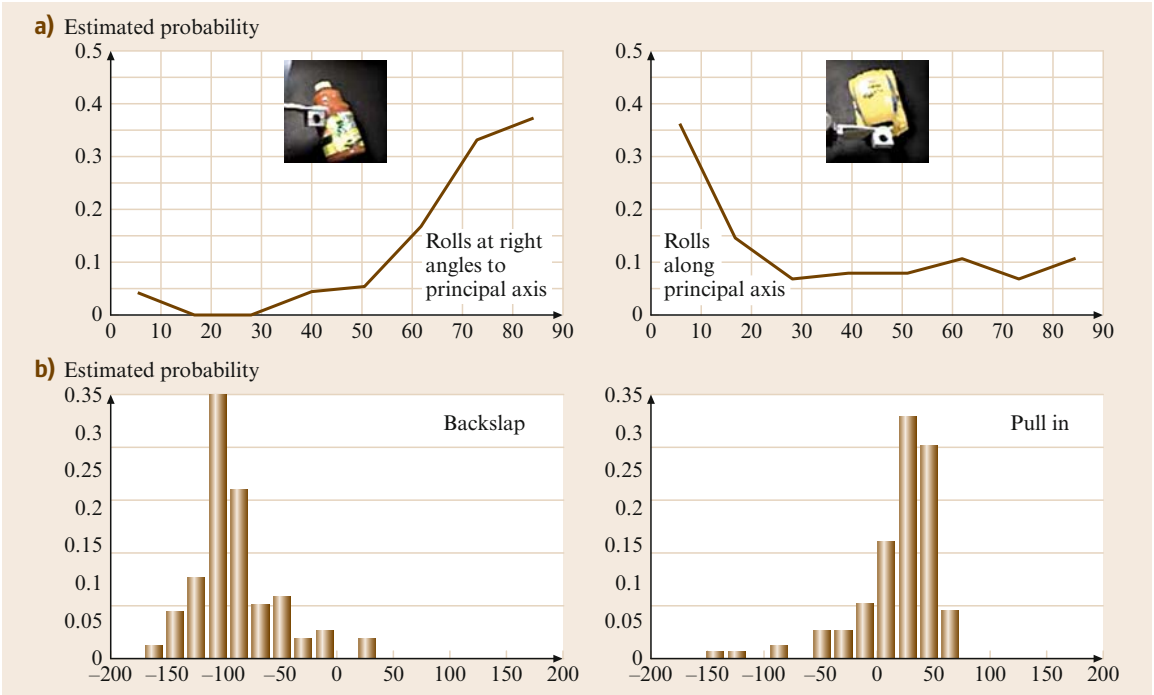 a) Estimated probability
0.5
0.4
0.3
0.2
0.1
0
0 10 20 30 40 50 60 70 80 90
Rolls at right
angles to
principal axis
0.5
0.4
0.3
0.2
0.1
0
0 10 20 30 40 50 60 70 80 90
Rolls
along
principal axis
b) Estimated probability
0.35
0.3
0.25
0.2
0.15
0.1
0.05
0
–200 –150 –100 –50 0 50 100 150 200
Backslap
0.35
0.3
0.25
0.2
0.15
0.1
0.05
0
–200 –150 –100 –50 0 50 100 150 200
Pull in